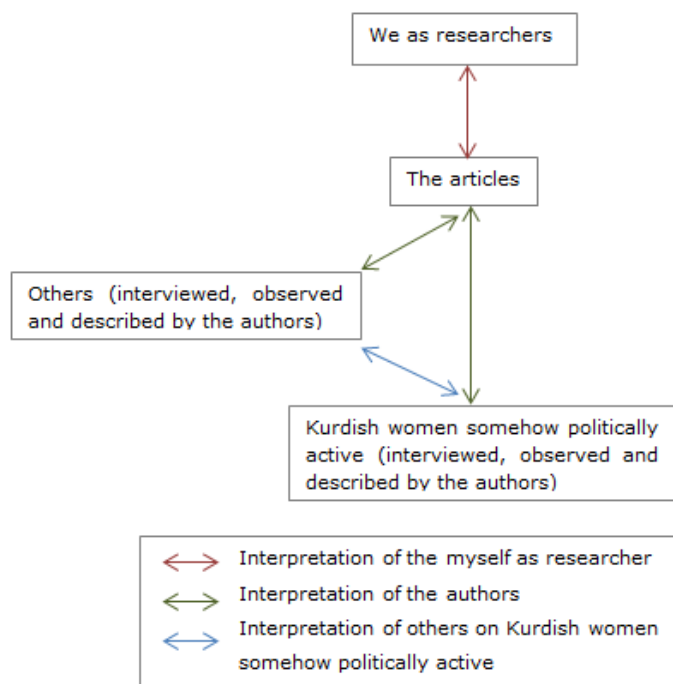 We as researchers
The articles
Others (interviewed, observed
and described by the authors)
Kurdish women somehow politically
active (interviewed, observed and
described by the authors)
Interpretation of the myself as researcher
Interpretation of the authors
Interpretation of others on Kurdish women
somehow politically active